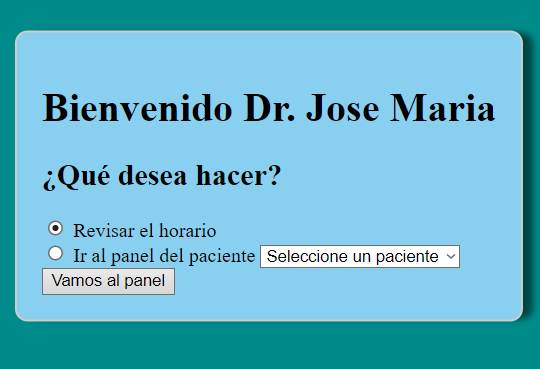 Bienvenido Dr. Jose Maria
¿Qué desea hacer?
Revisar el horario
Ir al panel del paciente Seleccione un paciente
Vamos al panel